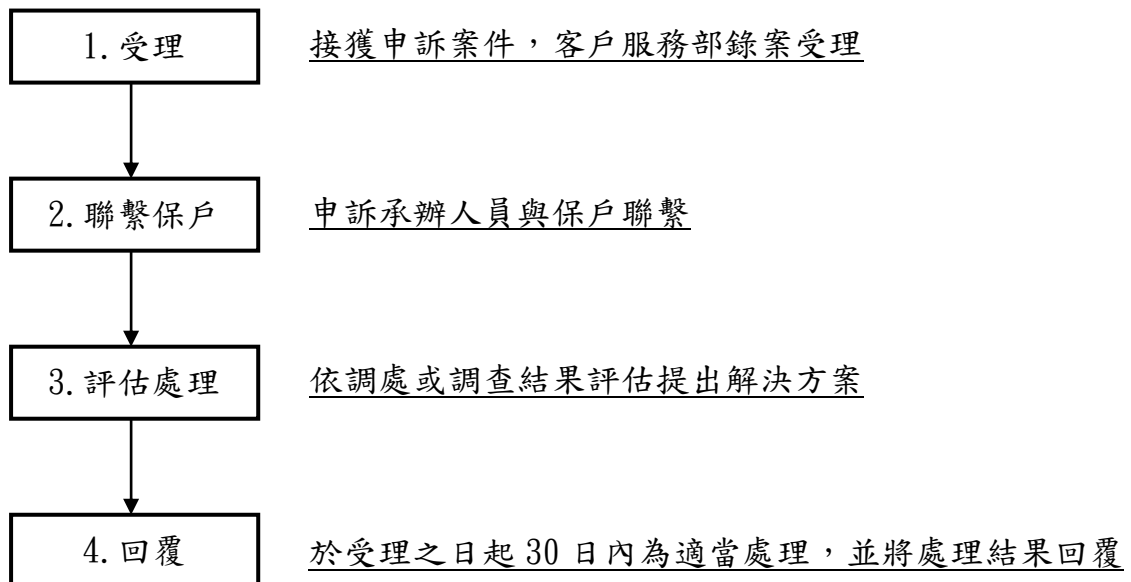 1.受理
接獲申訴案件，客戶服務部錄案受理
2.聯繫保戶
申訴承辦人員與保戶聯繫
3.評估處理
依調處或調查結果評估提出解決方案
4.回覆
於受理之日起 30 日內為適當處理，並將處理結果回覆